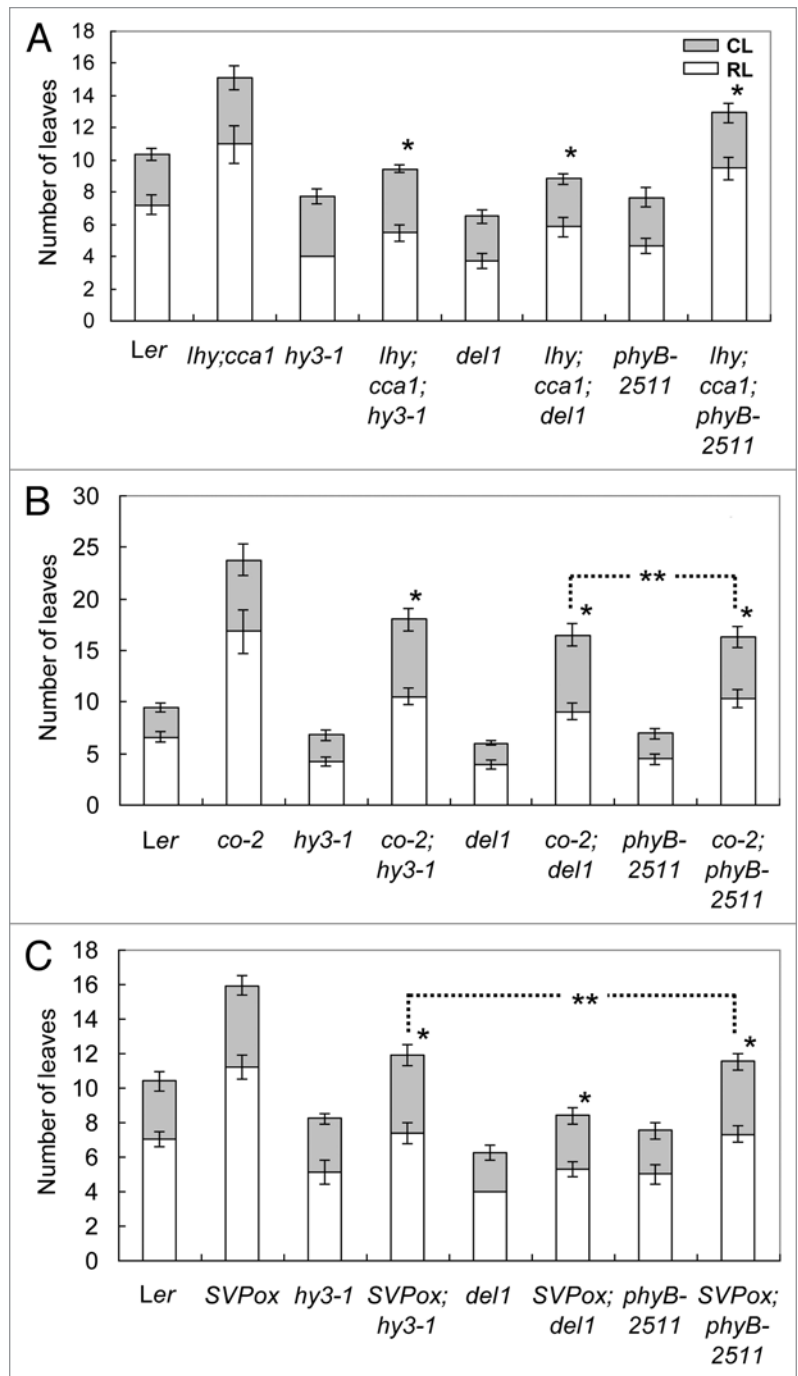 A
CL
RL
Number of leaves
18
16
14
12
10
8
6
4
2
0
*
*
*
Ler
lhy;cca1
hy3-1
lhy;
cca1;
hy3-1
del1
lhy;
cca1;
del1
phyB-
2511
lhy;
cca1;
phyB-
2511
B
Number of leaves
30
25
20
15
10
5
0
*
*
**
*
Ler
co-2
hy3-1
co-2;
hy3-1
del1
co-2;
del1
phyB-
2511
co-2;
phyB-
2511
C
Number of leaves
18
16
14
12
10
8
6
4
2
0
*
**
*
*
Ler
SVPox
hy3-1
SVPox;
hy3-1
del1
SVPox;
del1
phyB-
2511
SVPox;
phyB-
2511